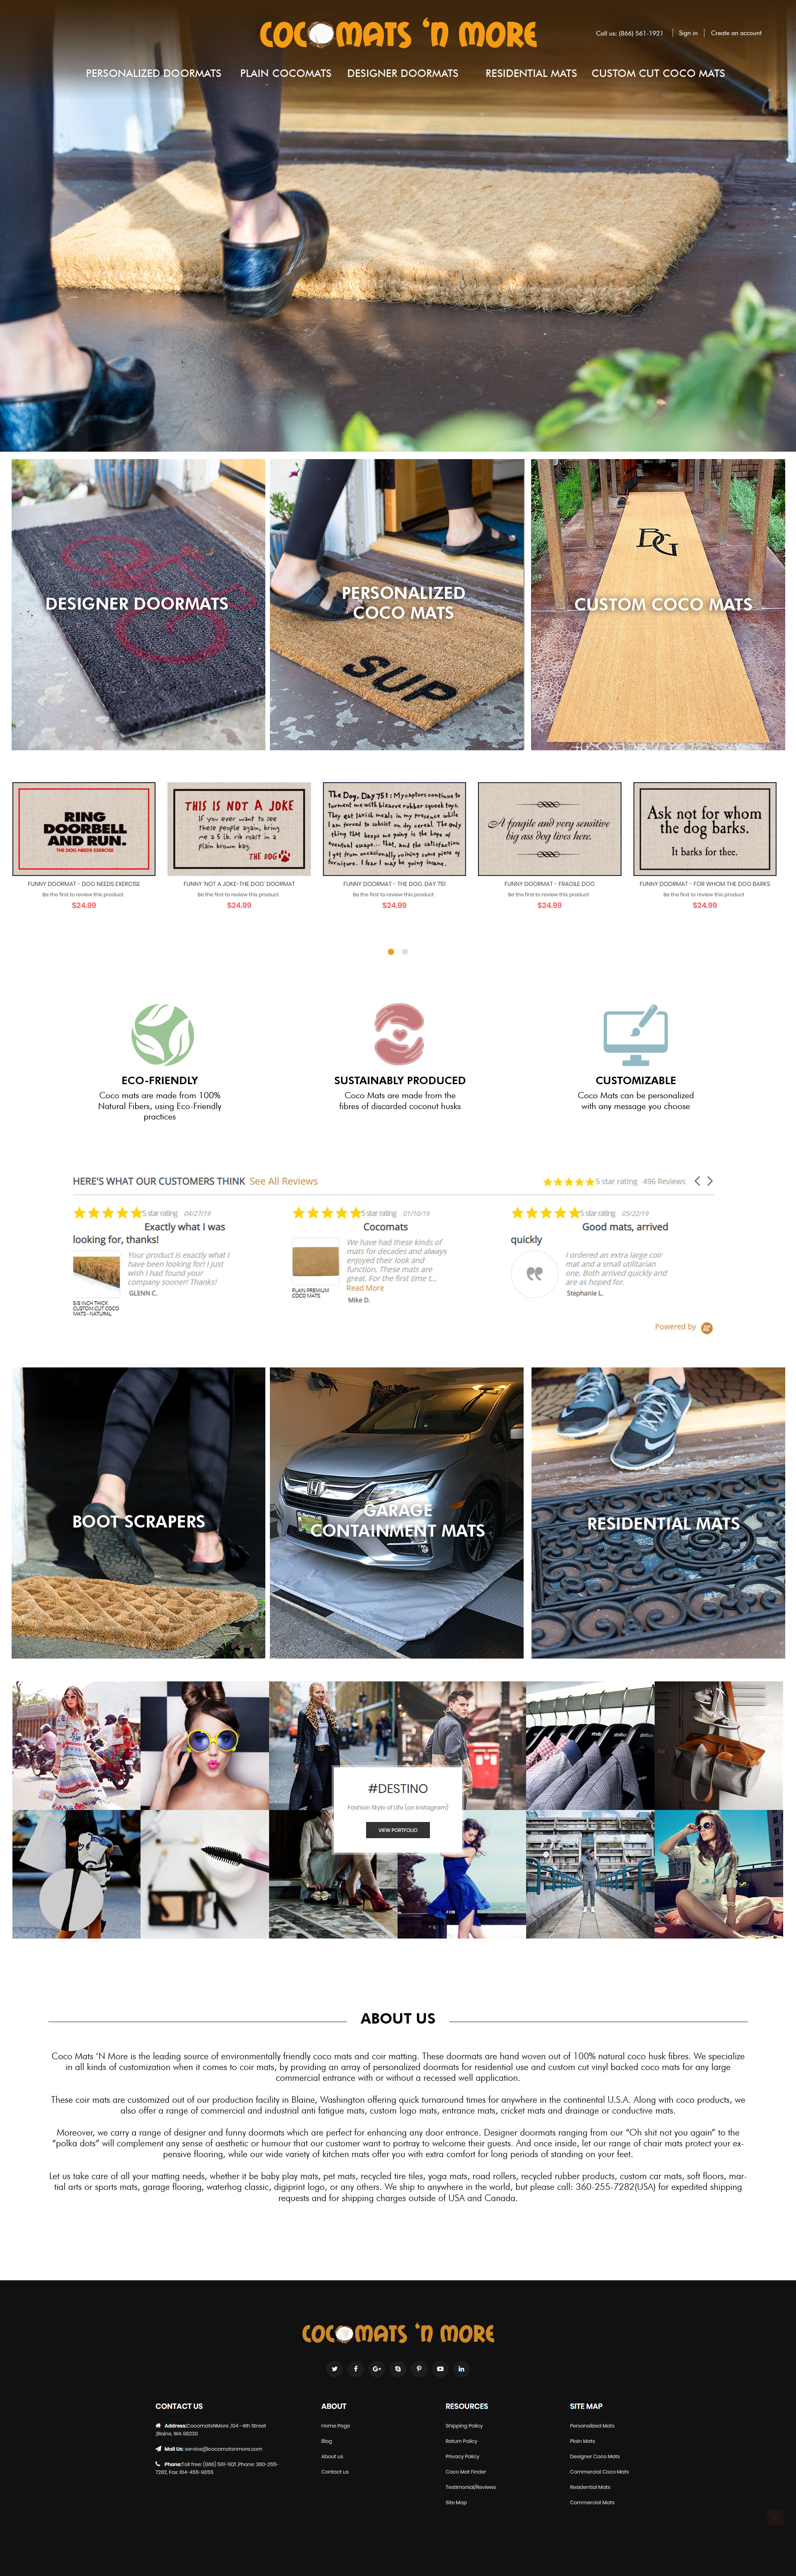 COCOMATS 'N MORE
Call us: (866) 561-1921 | Sign in | Create an account
PERSONALIZED DOORMATS PLAIN COCOMATS DESIGNER DOORMATS RESIDENTIAL MATS CUSTOM CUT COCO MATS
DESIGNER DOORMATS
PERSONALIZED
COCO MATS
SUP
BG
CUSTOM COCO MATS
RING
DOORBELL
AND RUN.
THE DOG NEEDS EXERCISE
FUNNY DOORMAT - DOG NEEDS EXERCISE
Be the first to review this product
$24.99
THIS IS NOT A JOKE
If you ever want to see
these people again, bring
me a 5 lb. rib roast in a
plain brown bag.
THE DOG
FUNNY 'NOT A JOKE-THE DOG' DOORMAT
Be the first to review this product
$24.99
The Dog, Day 751: My captors continue to
torment me with bizarre rubber squeek toys.
They eat lavish meals in my presence while
I am forced to subsist on dry cereal. The only
thing that keeps me going is the hope of
eventual escape... that, and the satisfaction
I get from occasionally ruining some piece of
furniture. I fear I may be going insane.
FUNNY DOORMAT - THE DOG, DAY 751
Be the first to review this product
$24.99
A fragile and very sensitive
big ass dog lives here.
FUNNY DOORMAT - FRAGILE DOG
Be the first to review this product
$24.99
Ask not for whom
the dog barks.
It barks for thee.
FUNNY DOORMAT - FOR WHOM THE DOG BARKS
Be the first to review this product
$24.99
ECO-FRIENDLY
Coco mats are made from 100%
Natural Fibers, using Eco-Friendly
practices
SUSTAINABLY PRODUCED
Coco Mats are made from the
fibres of discarded coconut husks
CUSTOMIZABLE
Coco Mats can be personalized
with any message you choose
HERE'S WHAT OUR CUSTOMERS THINK See All Reviews
5 star rating 496 Reviews
5 star rating 04/27/19
Exactly what I was
looking for, thanks!
Your product is exactly what I
have been looking for! I just
wish I had found your
company sooner! Thanks!
GLENN C.
5/8 INCH THICK
CUSTOM CUT COCO
MATS - NATURAL
5 star rating 01/10/19
Cocomats
We have had these kinds of
mats for decades and always
enjoyed their look and
function. These mats are
great. For the first time t...
Read More
Mike D.
PLAIN PREMIUM
COCO MATS
5 star rating 05/22/19
Good mats, arrived
quickly
I ordered an extra large coir
mat and a small utilitarian
one. Both arrived quickly and
are as hoped for.
Stephanie L.
Powered by
BOOT SCRAPERS
GARAGE
CONTAINMENT MATS
RESIDENTIAL MATS
#DESTINO
Fashion Style of Life (on Instagram)
VIEW PORTFOLIO
ABOUT US
Coco Mats 'N More is the leading source of environmentally friendly coco mats and coir matting. These doormats are hand woven out of 100% natural coco husk fibres. We specialize
in all kinds of customization when it comes to coir mats, by providing an array of personalized doormats for residential use and custom cut vinyl backed coco mats for any large
commercial entrance with or without a recessed well application.
These coir mats are customized out of our production facility in Blaine, Washington offering quick turnaround times for anywhere in the continental U.S.A. Along with coco products, we
also offer a range of commercial and industrial anti fatigue mats, custom logo mats, entrance mats, cricket mats and drainage or conductive mats.
Moreover, we carry a range of designer and funny doormats which are perfect for enhancing any door entrance. Designer doormats ranging from our "Oh shit not you again" to the
"polka dots" will complement any sense of aesthetic or humour that our customer want to portray to welcome their guests. And once inside, let our range of chair mats protect your ex-
pensive flooring, while our wide variety of kitchen mats offer you with extra comfort for long periods of standing on your feet.
Let us take care of all your matting needs, whether it be baby play mats, pet mats, recycled tire tiles, yoga mats, road rollers, recycled rubber products, custom car mats, soft floors, mar-
tial arts or sports mats, garage flooring, waterhog classic, digiprint logo, or any others. We ship to anywhere in the world, but please call: 360-255-7282(USA) for expedited shipping
requests and for shipping charges outside of USA and Canada.
COCOMATS 'N MORE
CONTACT US
Address:CocomatsNMore ,104-4th Street
,Blaine, WA 98230
Mail Us: service@cocomatsnmore.com
Phone:Toll free: (866) 561-1921 ,Phone: 360-255-
7282, Fax: 614-455-9055
ABOUT
Home Page
Blog
About us
Contact us
RESOURCES
Shipping Policy
Return Policy
Privacy Policy
Coco Mat Finder
Testimonial/Reviews
Site Map
SITE MAP
Personalized Mats
Plain Mats
Designer Coco Mats
Commercial Coco Mats
Residential Mats
Commercial Mats